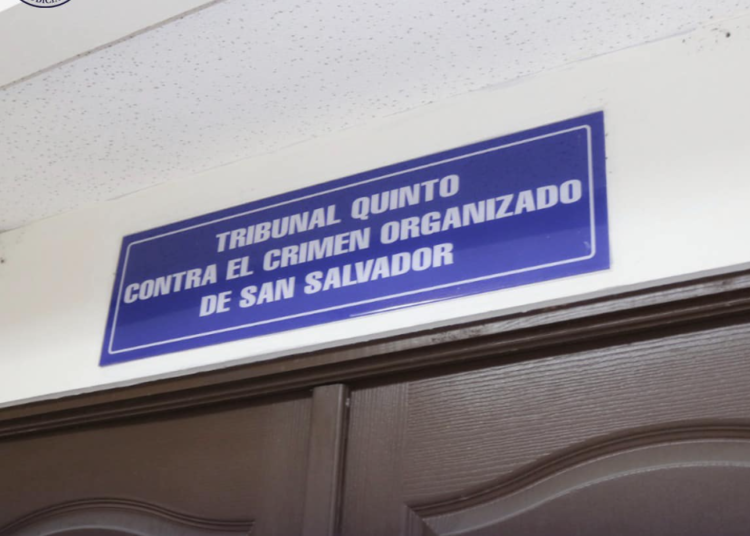 TRIBUNAL QUINTO
CONTRA EL CRIMEN ORGANIZADO
DE SAN SALVADOR